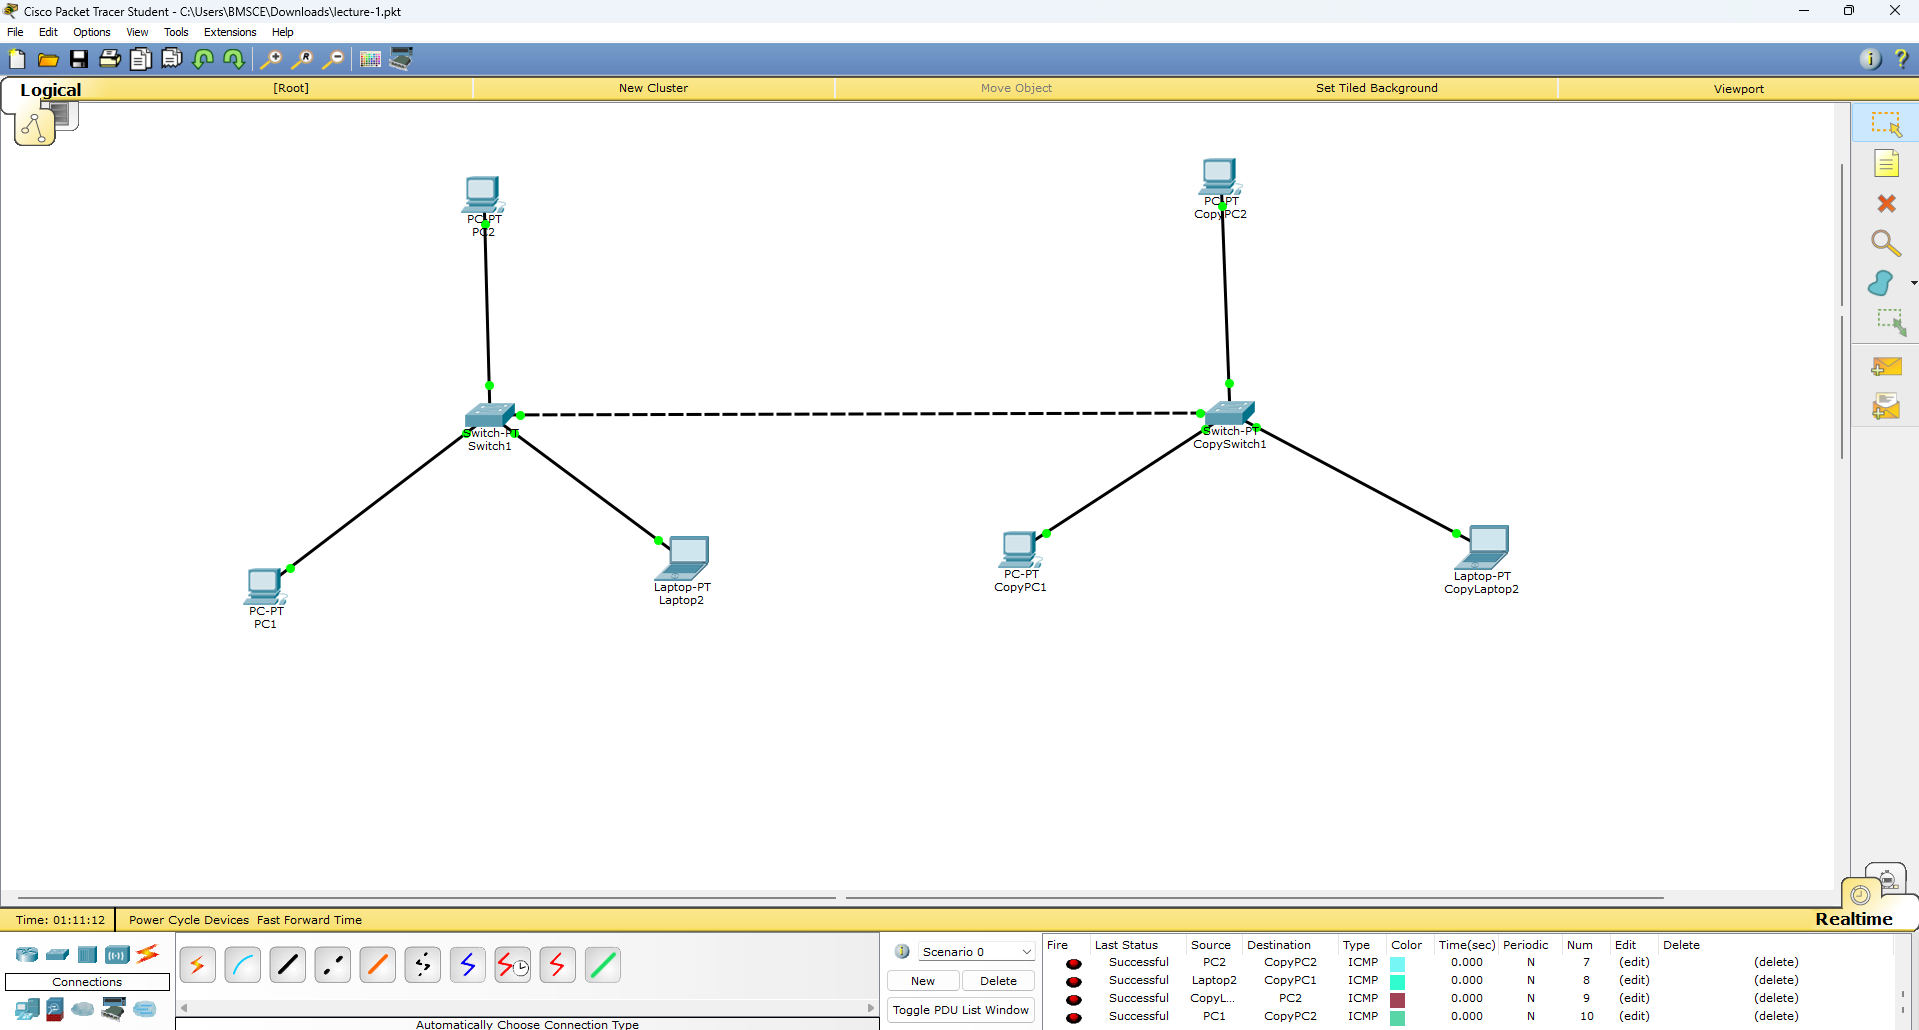 Cisco Packet Tracer Student - C:\Users\BMSCE\Downloads\lecture-1.pkt
File Edit Options View Tools Extensions Help
Logical [Root] New Cluster Move Object Set Tiled Background Viewport
PC-PT
PC2
PC-PT
CopyPC2
Switch-PT
Switch1
Switch-PT
CopySwitch1
PC-PT
PC1
Laptop-PT
Laptop2
PC-PT
CopyPC1
Laptop-PT
CopyLaptop2
Time: 01:11:12 Power Cycle Devices Fast Forward Time Realtime
Connections
Automatically Choose Connection Type
Scenario 0
New Delete
Toggle PDU List Window
Fire Last Status Source Destination Type Color Time(sec) Periodic Num Edit Delete
Successful PC2 CopyPC2 ICMP 0.000 N 7 (edit) (delete)
Successful Laptop2 CopyPC1 ICMP 0.000 N 8 (edit) (delete)
Successful CopyL... PC2 ICMP 0.000 N 9 (edit) (delete)
Successful PC1 CopyPC2 ICMP 0.000 N 10 (edit) (delete)